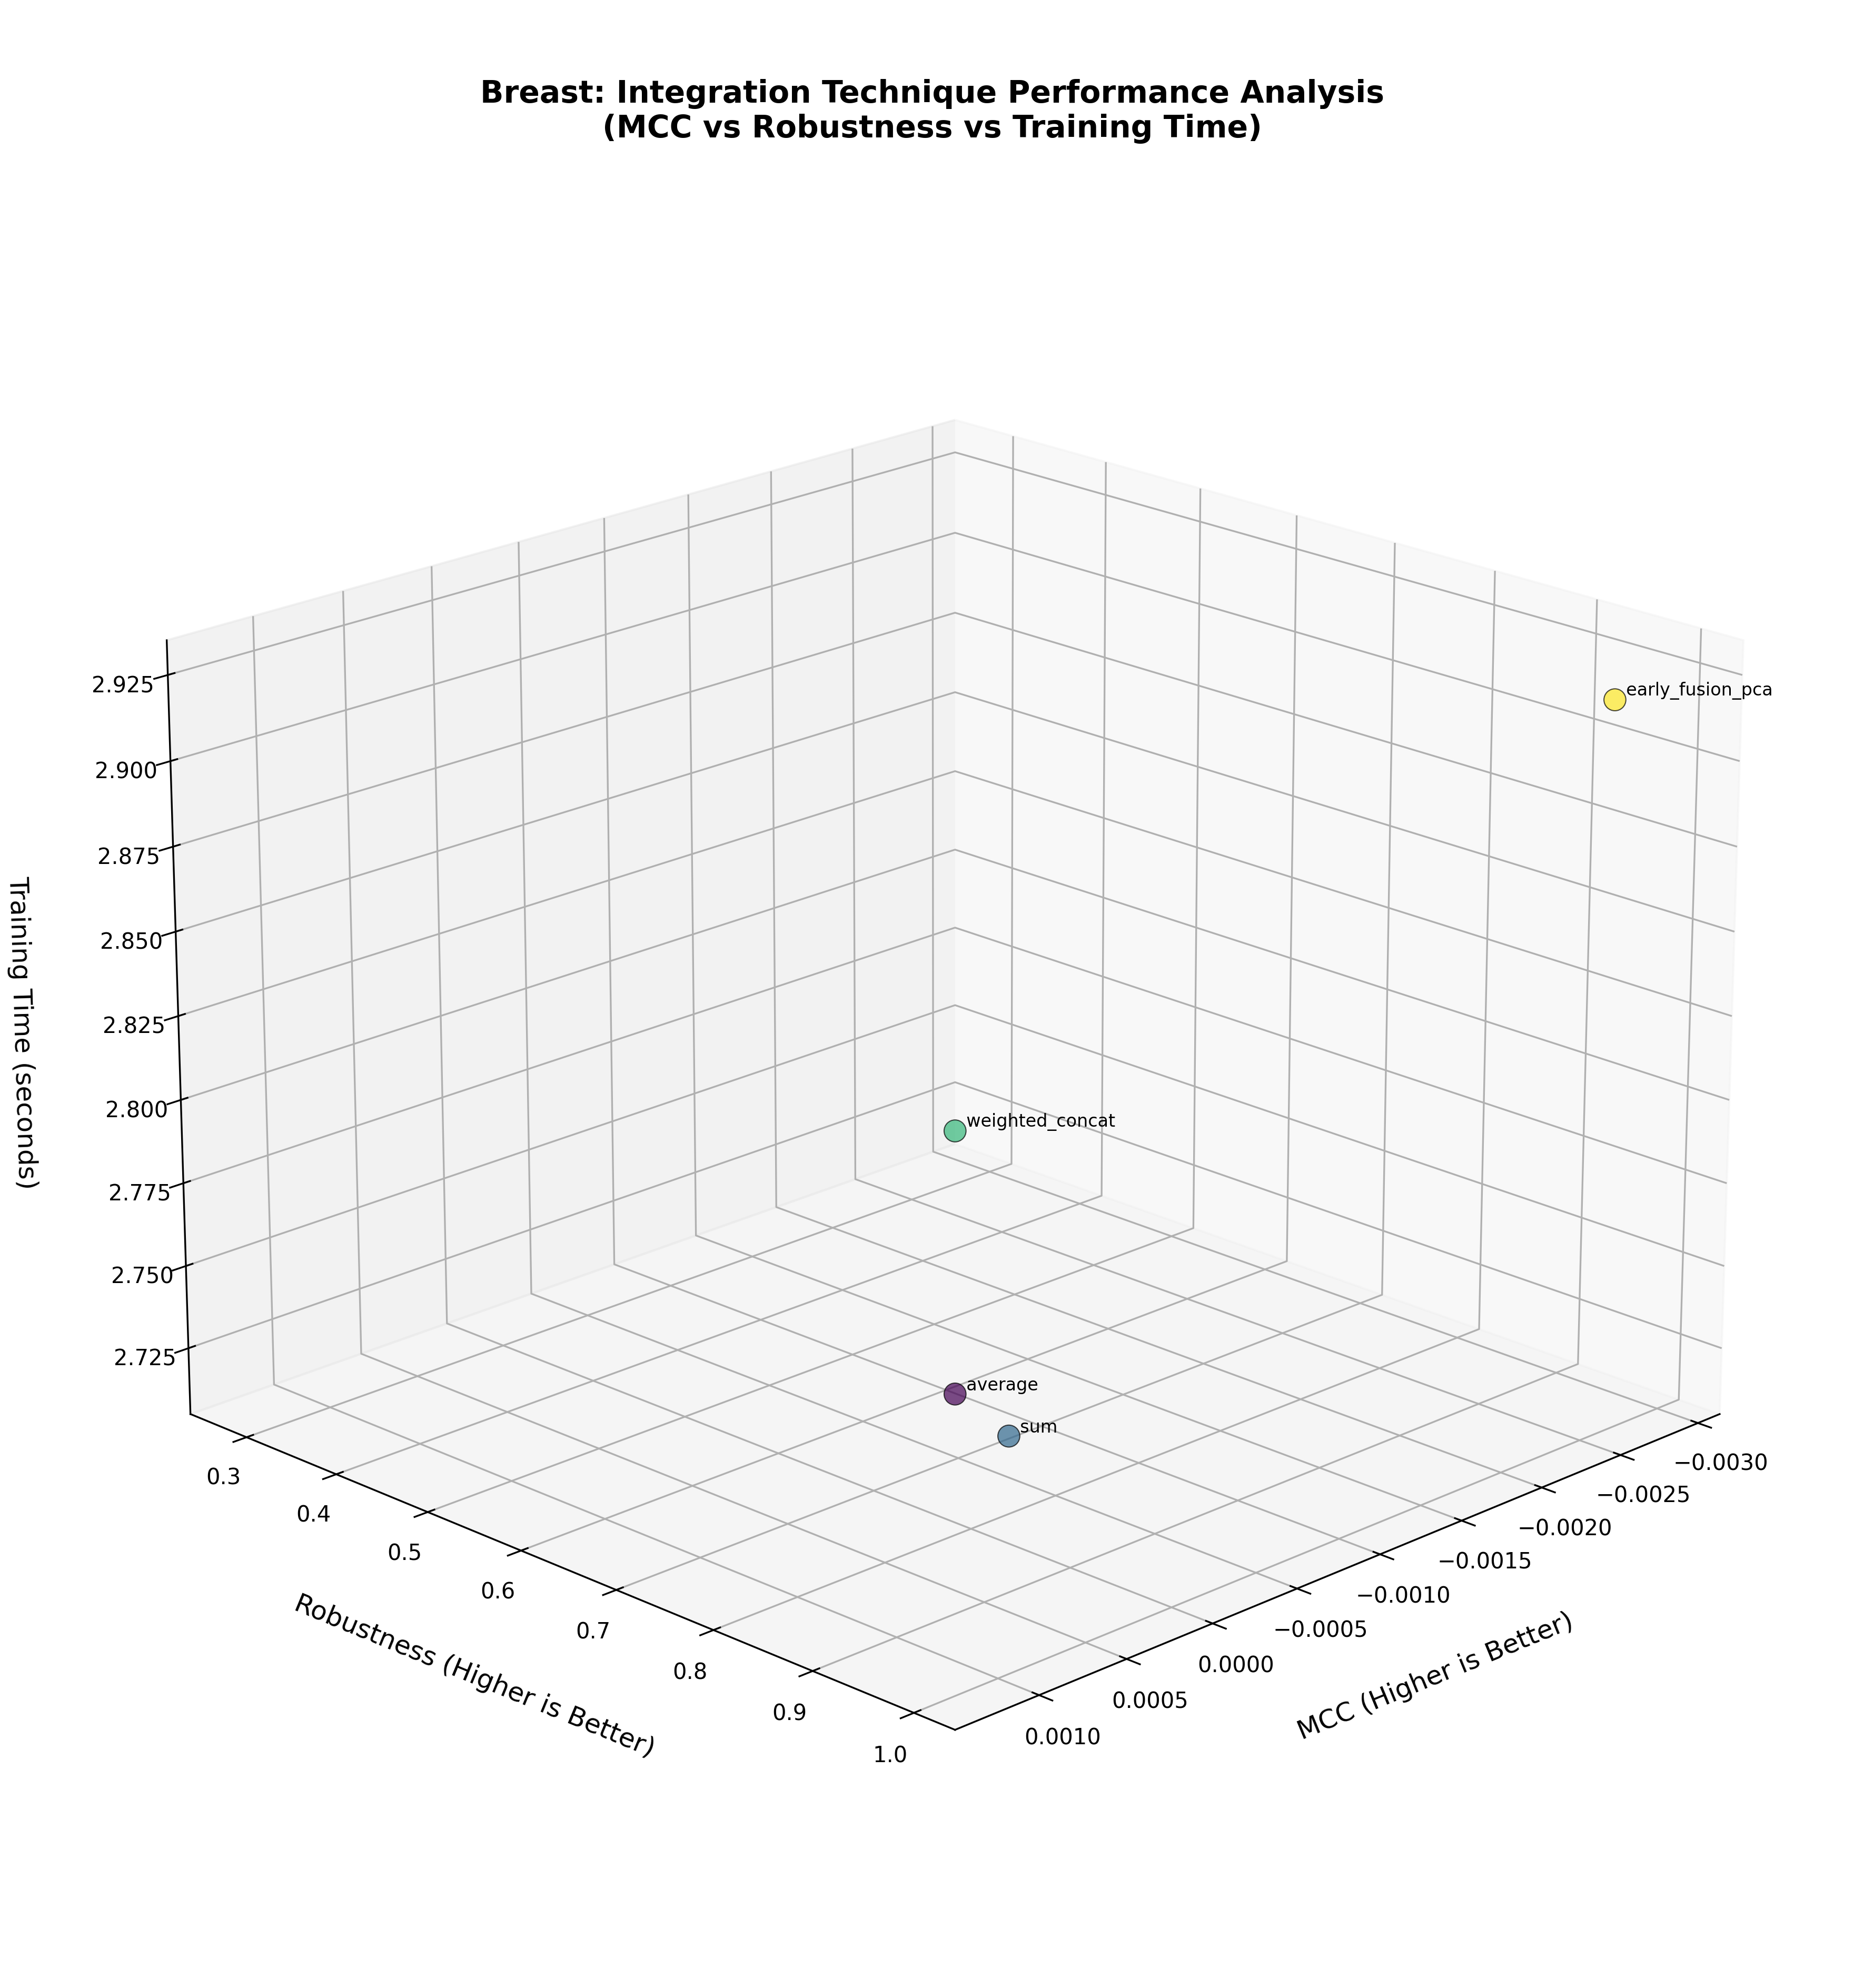 Breast: Integration Technique Performance Analysis
(MCC vs Robustness vs Training Time)
early_fusion_pca
weighted_concat
average
sum
Training Time (seconds)
2.925
2.900
2.875
2.850
2.825
2.800
2.775
2.750
2.725
0.3
0.4
0.5
0.6
0.7
0.8
0.9
1.0
Robustness (Higher is Better)
−0.0030
−0.0025
−0.0020
−0.0015
−0.0010
−0.0005
0.0000
0.0005
0.0010
MCC (Higher is Better)